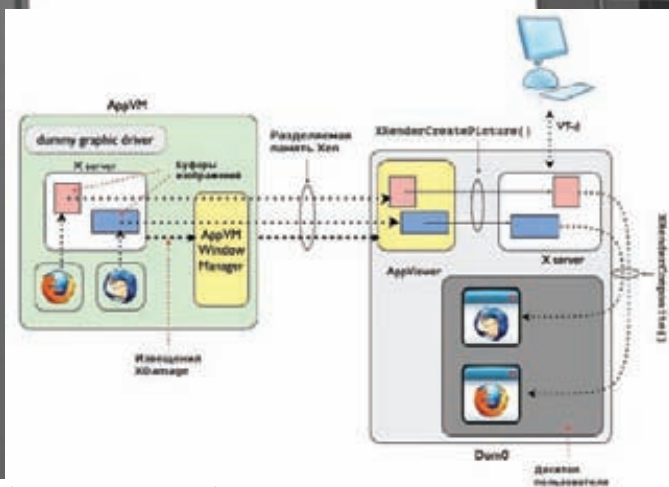 AppVM
dummy graphic driver
X server
Буферы
изображений
AppVM
Window
Manager
Извещения
XDamage
Разделяемая
память Xen
XRenderCreatePicture()
VT-d
AppViewer
X server
XRenderComposite()
Dom0
Десктоп
пользователя